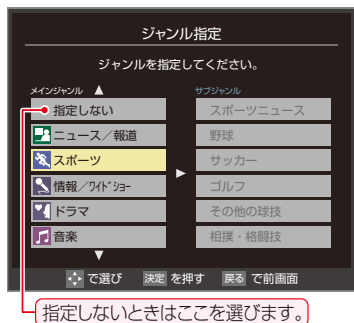 ジャンル指定
ジャンルを指定してください。
メインジャンル
サブジャンル
指定しない
スポーツニュース
ニュース／報道
野球
スポーツ
サッカー
情報／ワイドショー
ゴルフ
ドラマ
その他の球技
音楽
相撲・格闘技
で選び 決定 を押す 戻る で前画面
指定しないときはここを選びます。